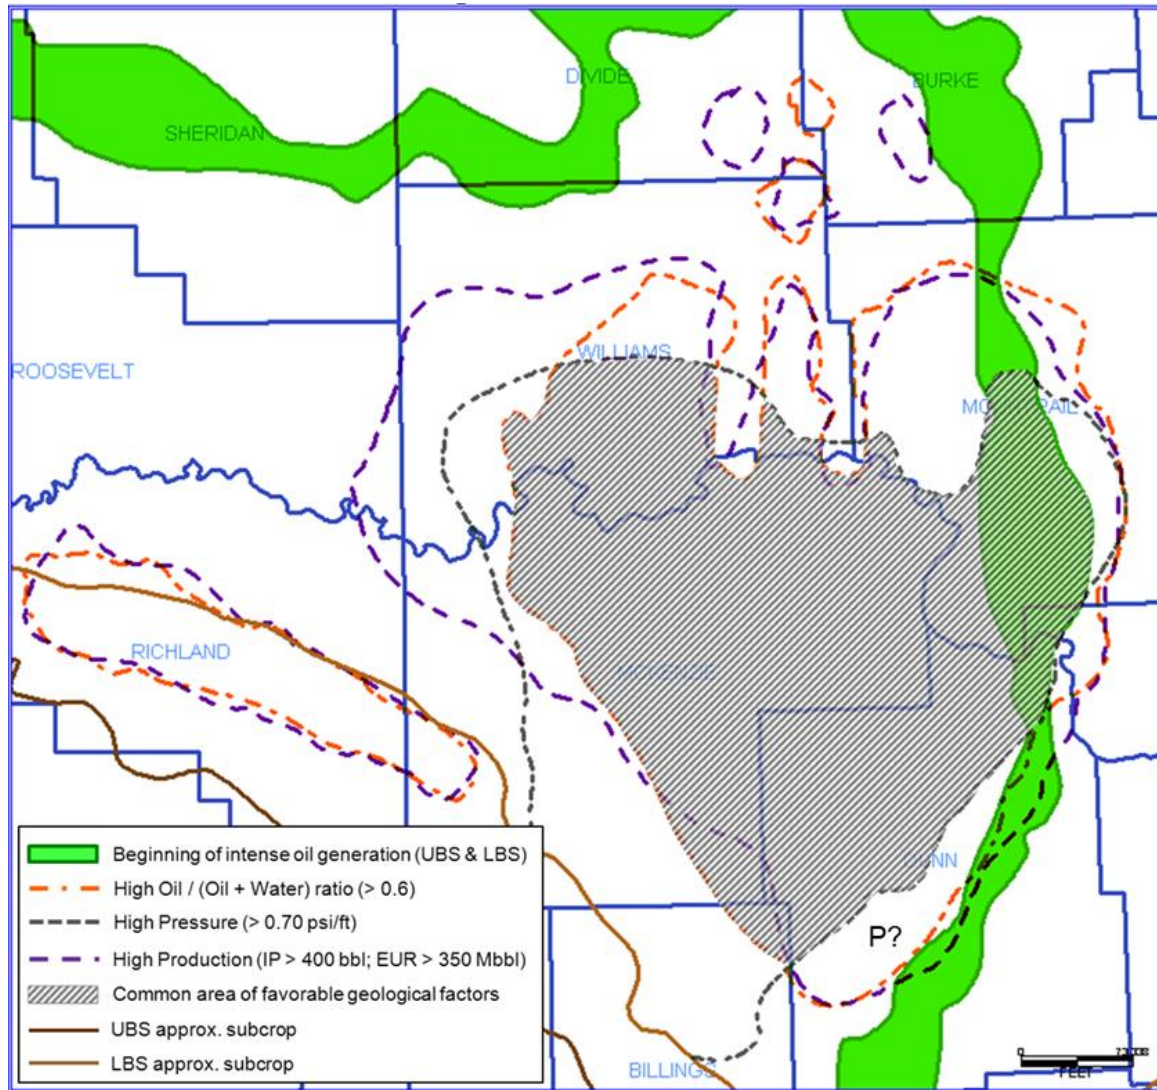 DIVIDE
BURKE
SHERIDAN
WILLIAMS
ROOSEVELT
RICHLAND
DUNN
P?
BILLINGS
0
FEET
Beginning of intense oil generation (UBS & LBS)
High Oil / (Oil + Water) ratio (> 0.6)
High Pressure (> 0.70 psi/ft)
High Production (IP > 400 bbl; EUR > 350 Mbbl)
Common area of favorable geological factors
UBS approx. subcrop
LBS approx. subcrop